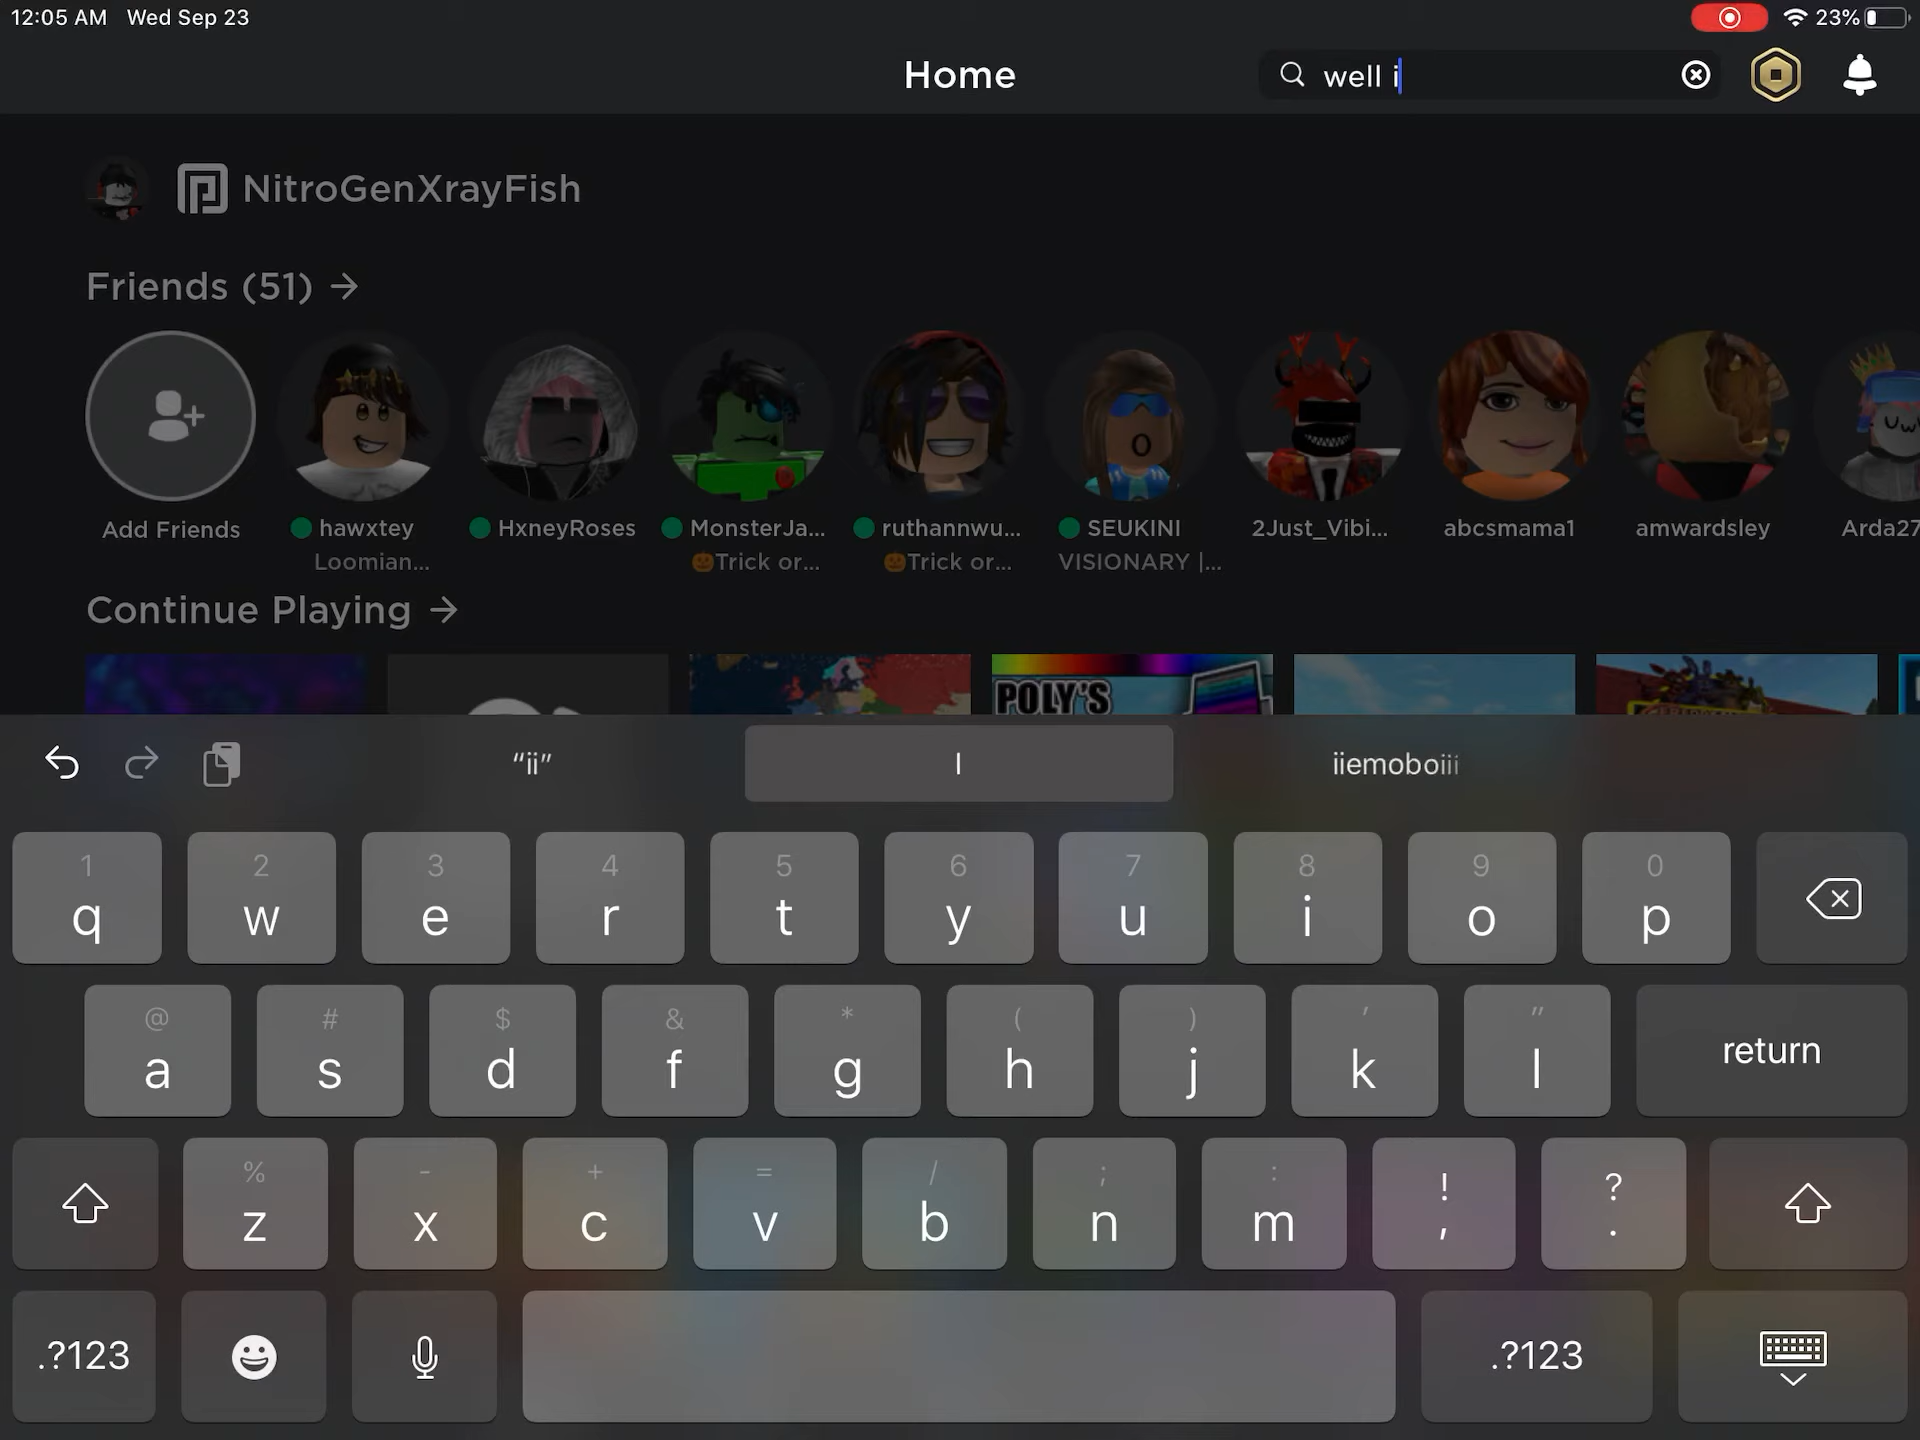 12:05 AM Wed Sep 23 23%
Home
well i
NitroGenXrayFish
Friends (51) →
Add Friends
hawxtey
Loomian...
HxneyRoses
MonsterJa...
🎃Trick or...
ruthannwu...
🎃Trick or...
SEUKINI
VISIONARY |...
2Just_Vibi...
abcsmama1
amwardsley
Arda27
Continue Playing →
POLY'S
“ii” I iiemoboiii
1 2 3 4 5 6 7 8 9 0
q w e r t y u i o p
@ # $ & * ( ) ' "
a s d f g h j k l return
% - + = / ; : ! ?
z x c v b n m , .
.?123 .?123